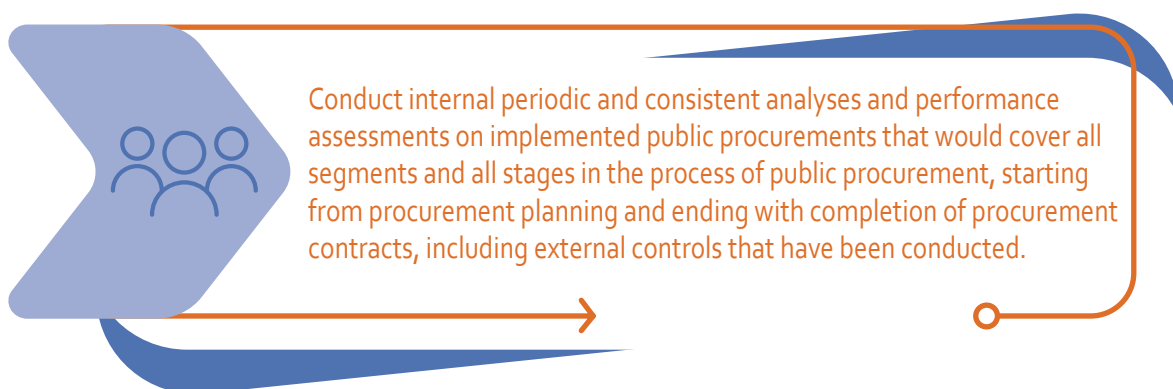 Conduct internal periodic and consistent analyses and performance
assessments on implemented public procurements that would cover all
segments and all stages in the process of public procurement, starting
from procurement planning and ending with completion of procurement
contracts, including external controls that have been conducted.